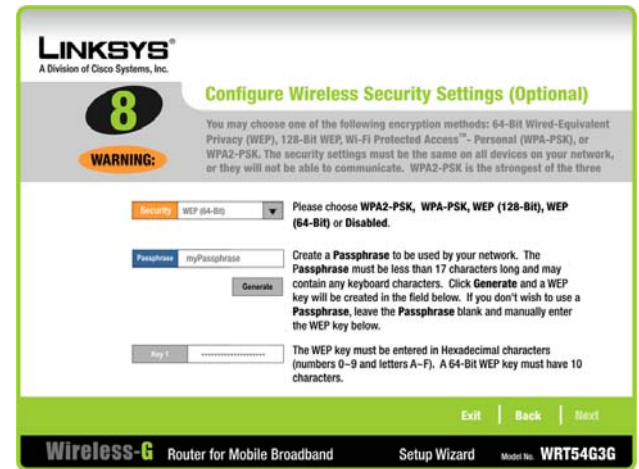 LINKSYS®
A Division of Cisco Systems, Inc.
8
Configure Wireless Security Settings (Optional)
WARNING:
You may choose one of the following encryption methods: 64-Bit Wired-Equivalent
Privacy (WEP), 128-Bit WEP, Wi-Fi Protected Access™- Personal (WPA-PSK), or
WPA2-PSK. The security settings must be the same on all devices on your network,
or they will not be able to communicate. WPA2-PSK is the strongest of the three
Security WEP (64-Bit)
Please choose WPA2-PSK, WPA-PSK, WEP (128-Bit), WEP
(64-Bit) or Disabled.
Passphrase myPassphrase
Generate
Create a Passphrase to be used by your network. The
Passphrase must be less than 17 characters long and may
contain any keyboard characters. Click Generate and a WEP
key will be created in the field below. If you don't wish to use a
Passphrase, leave the Passphrase blank and manually enter
the WEP key below.
Key 1
The WEP key must be entered in Hexadecimal characters
(numbers 0~9 and letters A~F). A 64-Bit WEP key must have 10
characters.
Exit Back Next
Wireless-G Router for Mobile Broadband Setup Wizard Model No. WRT54G3G